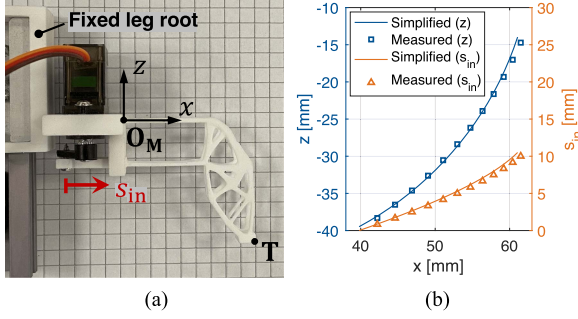 Fixed leg root
z
x
O_M
s_in
T
(a)
Simplified (z)
Measured (z)
Simplified (s_in)
Measured (s_in)
-10
-15
-20
-25
-30
-35
-40
z [mm]
30
25
20
15
10
5
0
s_in [mm]
40
50
60
x [mm]
(b)